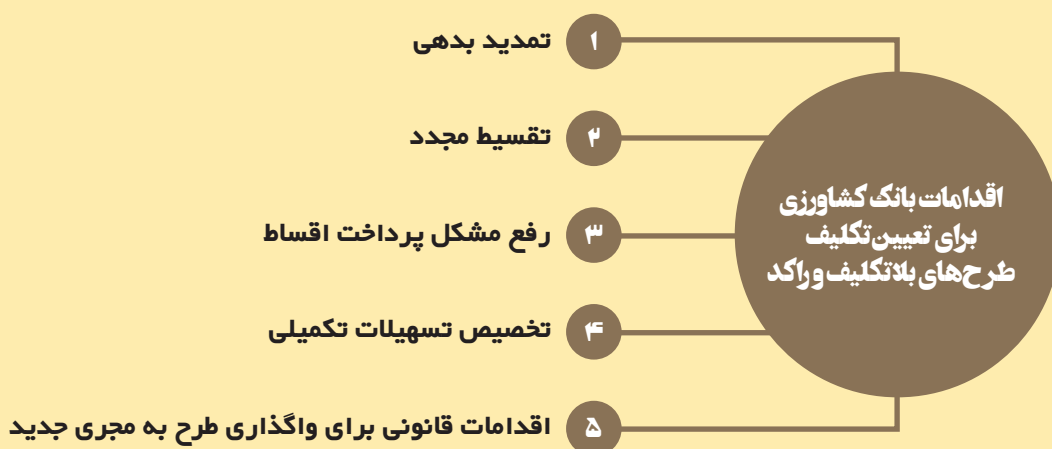 اقدامات بانک کشاورزی
برای تعیین تکلیف
طرح‌های بلاتکلیف و راکد
۱ تمدید بدهی
۲ تقسیط مجدد
۳ رفع مشکل پرداخت اقساط
۴ تخصیص تسهیلات تکمیلی
۵ اقدامات قانونی برای واگذاری طرح به مجری جدید